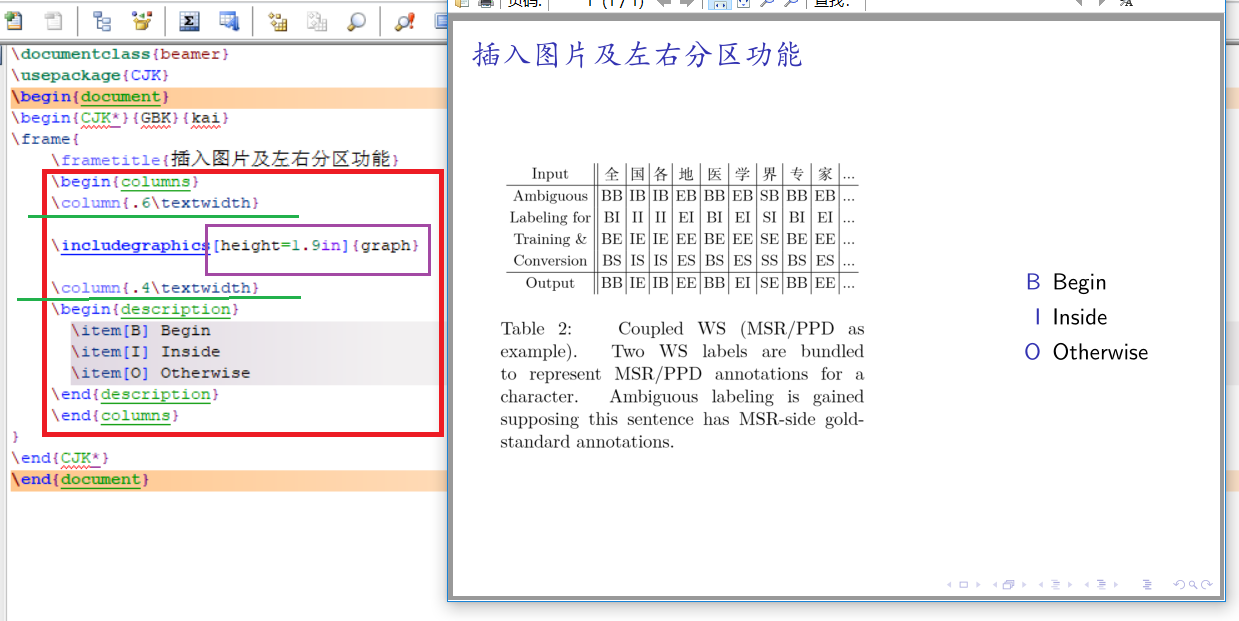 页码: 1 (1 / 1) 查找:
\documentclass{beamer}
\usepackage{CJK}
\begin{document}
\begin{CJK*}{GBK}{kai}
\frame{
\frametitle{插入图片及左右分区功能}
\begin{columns}
\column{.6\textwidth}
\includegraphics[height=1.9in]{graph}
\column{.4\textwidth}
\begin{description}
\item[B] Begin
\item[I] Inside
\item[O] Otherwise
\end{description}
\end{columns}
}
\end{CJK*}
\end{document}
插入图片及左右分区功能
Input 全 国 各 地 医 学 界 专 家 ...
Ambiguous BB IB IB EB BB EB SB BB EB ...
Labeling for BI II II EI BI EI SI BI EI ...
Training & BE IE IE EE BE EE SE BE EE ...
Conversion BS IS IS ES BS ES SS BS ES ...
Output BB IE IB EE BB EI SE BB EE ...
Table 2: Coupled WS (MSR/PPD as
example). Two WS labels are bundled
to represent MSR/PPD annotations for a
character. Ambiguous labeling is gained
supposing this sentence has MSR-side gold-
standard annotations.
B Begin
I Inside
O Otherwise